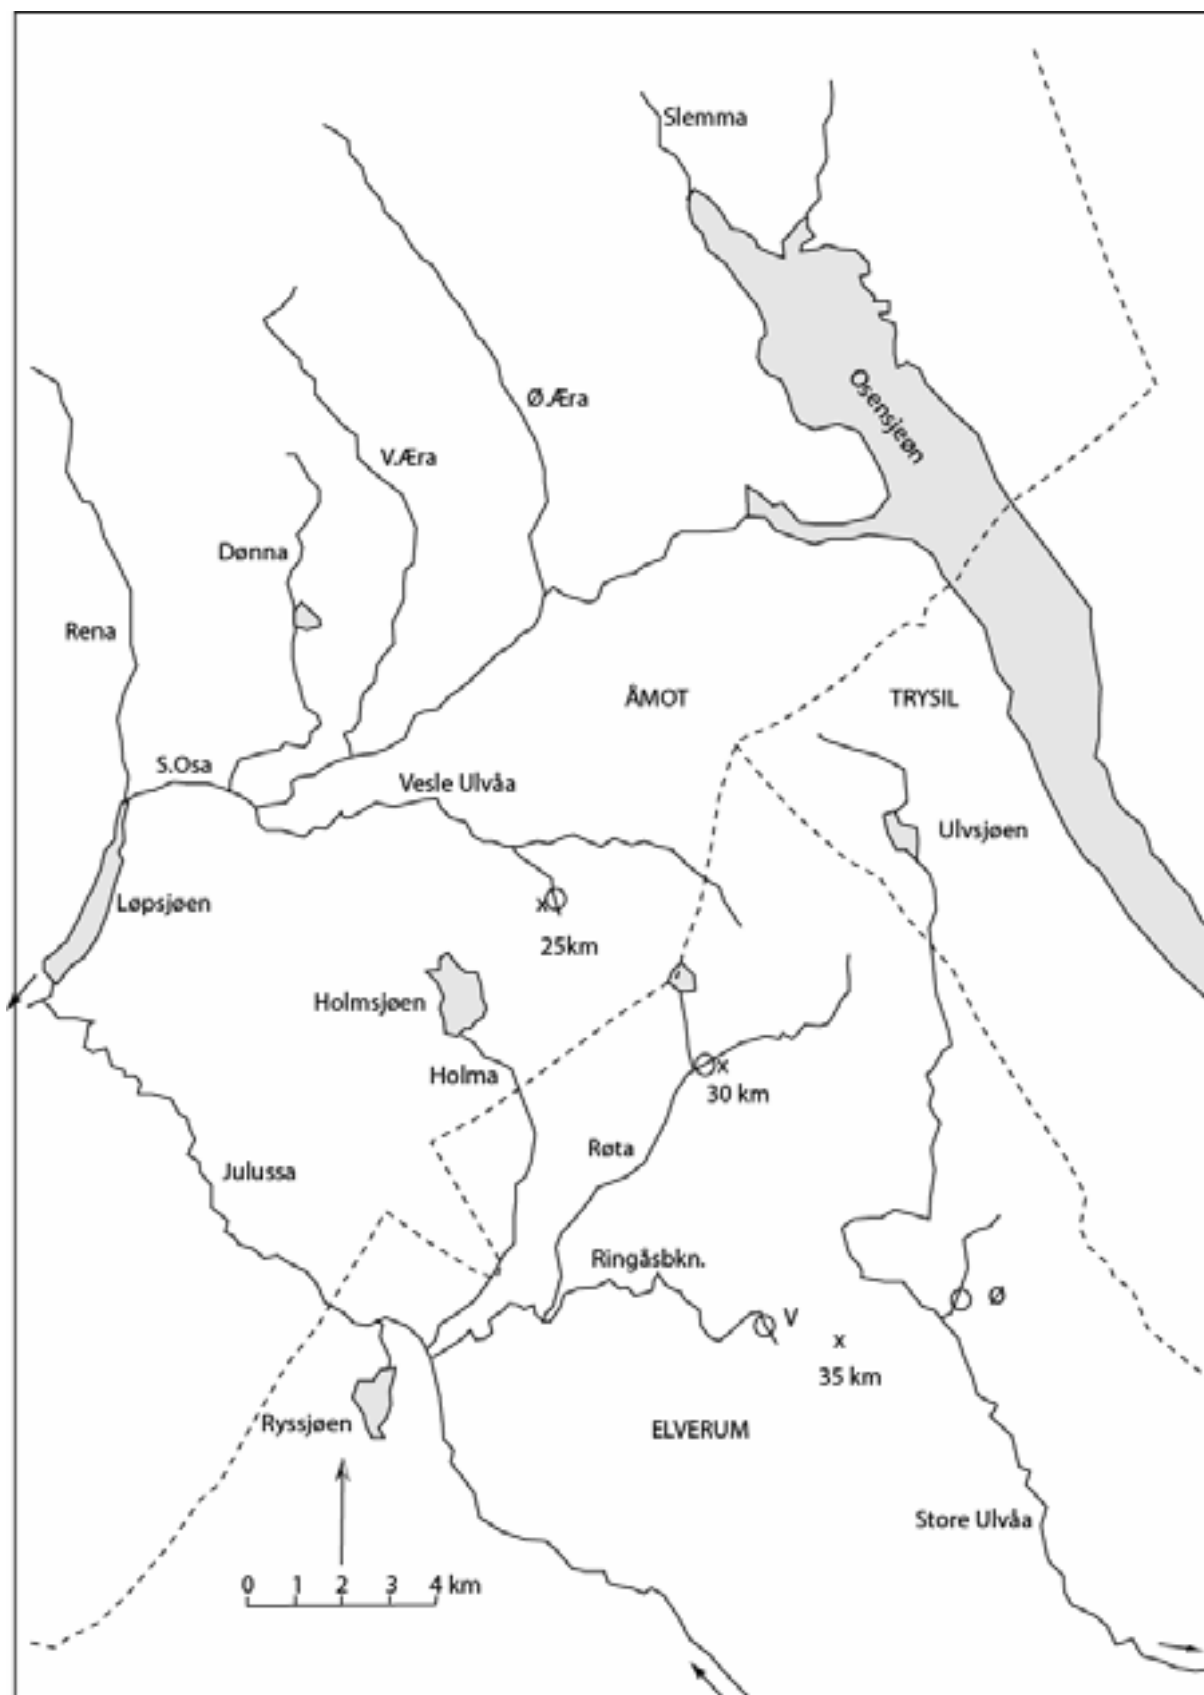 Slemma
Osensjeøn
Ø.Æra
V.Æra
Dønna
Rena
ÅMOT
TRYSIL
S.Osa
Vesle Ulvåa
Ulvsjøen
Løpsjøen
x
25km
Holmsjøen
Holma
x
30 km
Røta
Julussa
Ringåsbkn.
V
Ø
x
35 km
Ryssjøen
ELVERUM
Store Ulvåa
0 1 2 3 4 km